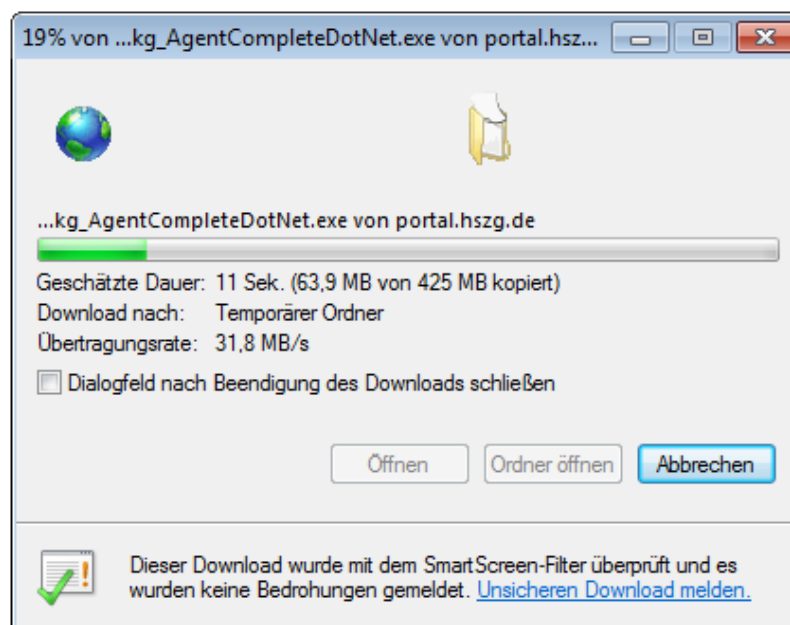 19% von ...kg_AgentCompleteDotNet.exe von portal.hsz...
...kg_AgentCompleteDotNet.exe von portal.hszg.de
Geschätzte Dauer: 11 Sek. (63,9 MB von 425 MB kopiert)
Download nach: Temporärer Ordner
Übertragungsrate: 31,8 MB/s
Dialogfeld nach Beendigung des Downloads schließen
Öffnen Ordner öffnen Abbrechen
Dieser Download wurde mit dem SmartScreen-Filter überprüft und es
wurden keine Bedrohungen gemeldet. Unsicheren Download melden.